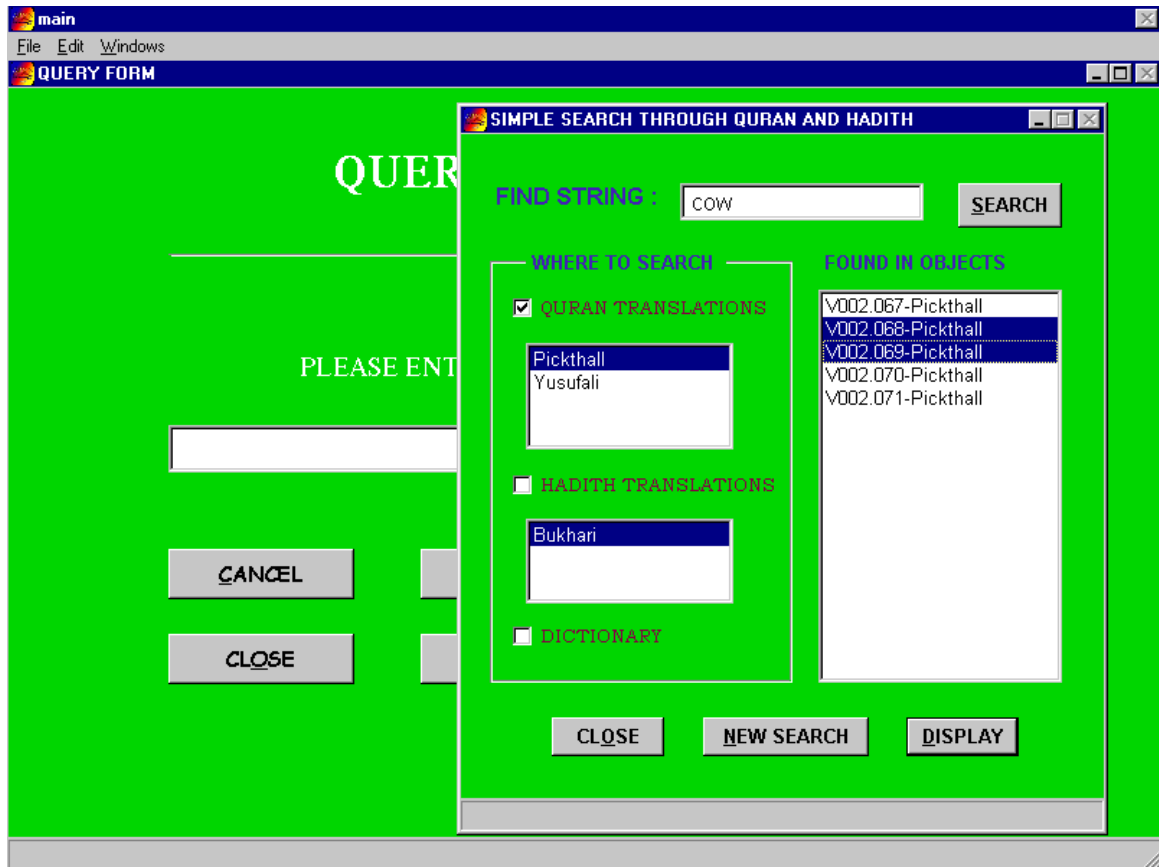 main
File Edit Windows
QUERY FORM
QUER
PLEASE ENT
CANCEL
CLOSE
SIMPLE SEARCH THROUGH QURAN AND HADITH
FIND STRING : cow
SEARCH
WHERE TO SEARCH
QURAN TRANSLATIONS
Pickthall
Yusufali
HADITH TRANSLATIONS
Bukhari
DICTIONARY
FOUND IN OBJECTS
V002.067-Pickthall
V002.068-Pickthall
V002.069-Pickthall
V002.070-Pickthall
V002.071-Pickthall
CLOSE
NEW SEARCH
DISPLAY